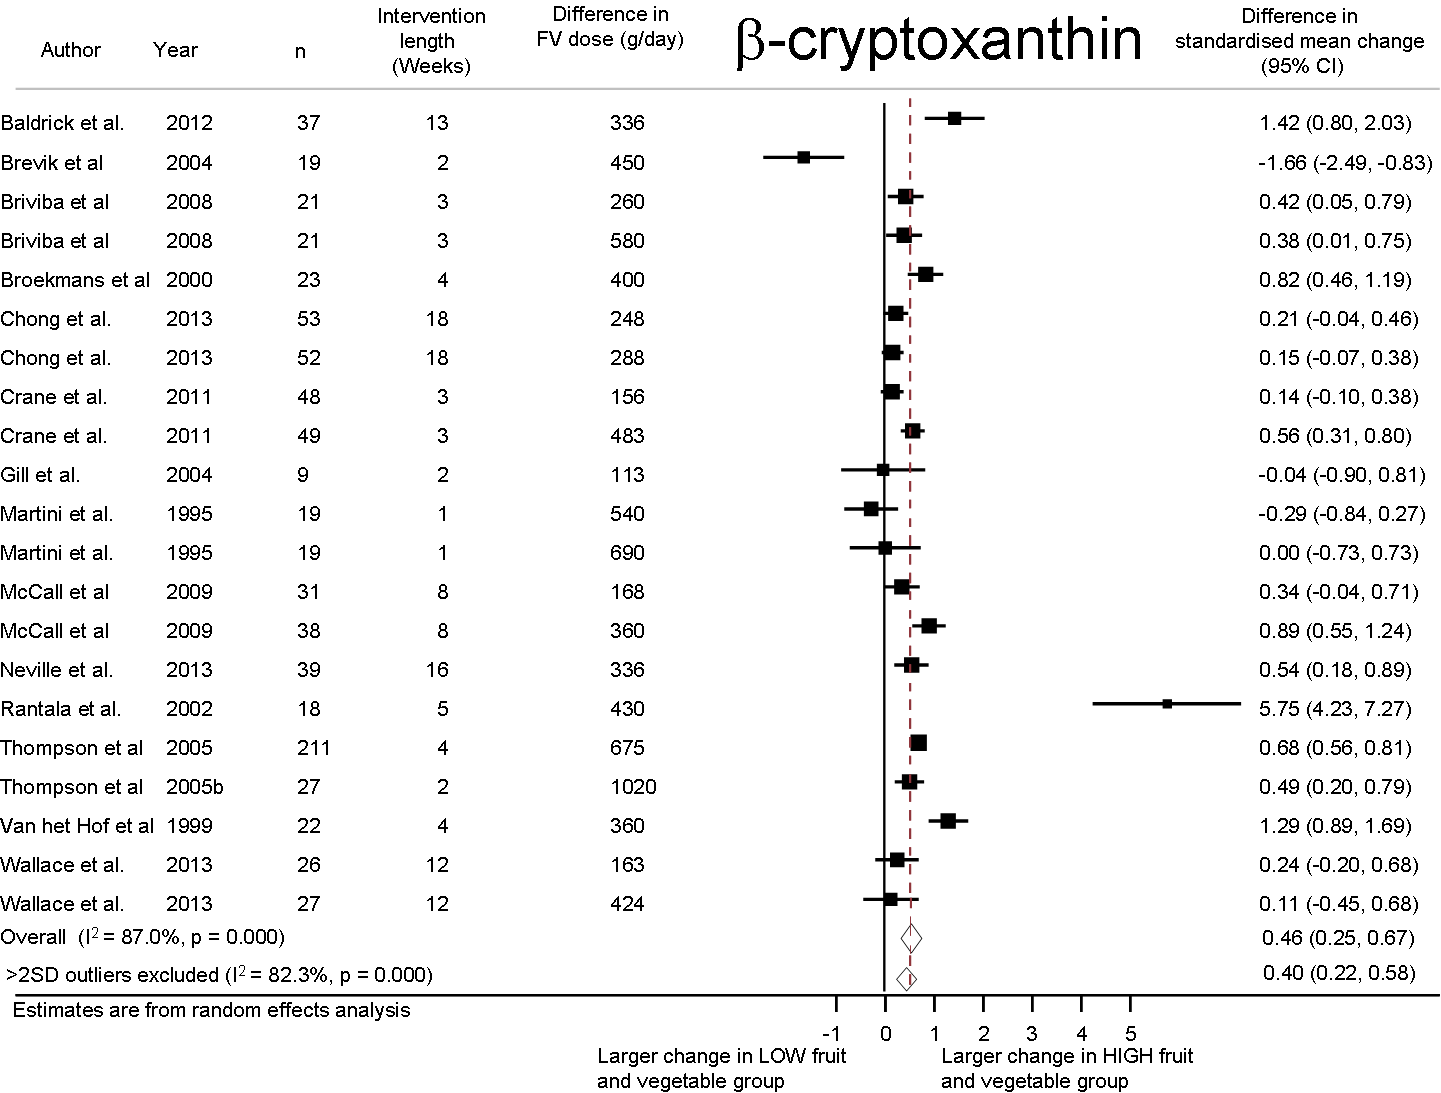 Author Year n Intervention length (Weeks) Difference in FV dose (g/day) β-cryptoxanthin Difference in standardised mean change (95% CI)
Baldrick et al. 2012 37 13 336 1.42 (0.80, 2.03)
Brevik et al 2004 19 2 450 -1.66 (-2.49, -0.83)
Briviba et al 2008 21 3 260 0.42 (0.05, 0.79)
Briviba et al 2008 21 3 580 0.38 (0.01, 0.75)
Broekmans et al 2000 23 4 400 0.82 (0.46, 1.19)
Chong et al. 2013 53 18 248 0.21 (-0.04, 0.46)
Chong et al. 2013 52 18 288 0.15 (-0.07, 0.38)
Crane et al. 2011 48 3 156 0.14 (-0.10, 0.38)
Crane et al. 2011 49 3 483 0.56 (0.31, 0.80)
Gill et al. 2004 9 2 113 -0.04 (-0.90, 0.81)
Martini et al. 1995 19 1 540 -0.29 (-0.84, 0.27)
Martini et al. 1995 19 1 690 0.00 (-0.73, 0.73)
McCall et al 2009 31 8 168 0.34 (-0.04, 0.71)
McCall et al 2009 38 8 360 0.89 (0.55, 1.24)
Neville et al. 2013 39 16 336 0.54 (0.18, 0.89)
Rantala et al. 2002 18 5 430 5.75 (4.23, 7.27)
Thompson et al 2005 211 4 675 0.68 (0.56, 0.81)
Thompson et al 2005b 27 2 1020 0.49 (0.20, 0.79)
Van het Hof et al 1999 22 4 360 1.29 (0.89, 1.69)
Wallace et al. 2013 26 12 163 0.24 (-0.20, 0.68)
Wallace et al. 2013 27 12 424 0.11 (-0.45, 0.68)
Overall (I² = 87.0%, p = 0.000) 0.46 (0.25, 0.67)
>2SD outliers excluded (I² = 82.3%, p = 0.000) 0.40 (0.22, 0.58)
Estimates are from random effects analysis
-1 0 1 2 3 4 5
Larger change in LOW fruit and vegetable group
Larger change in HIGH fruit and vegetable group